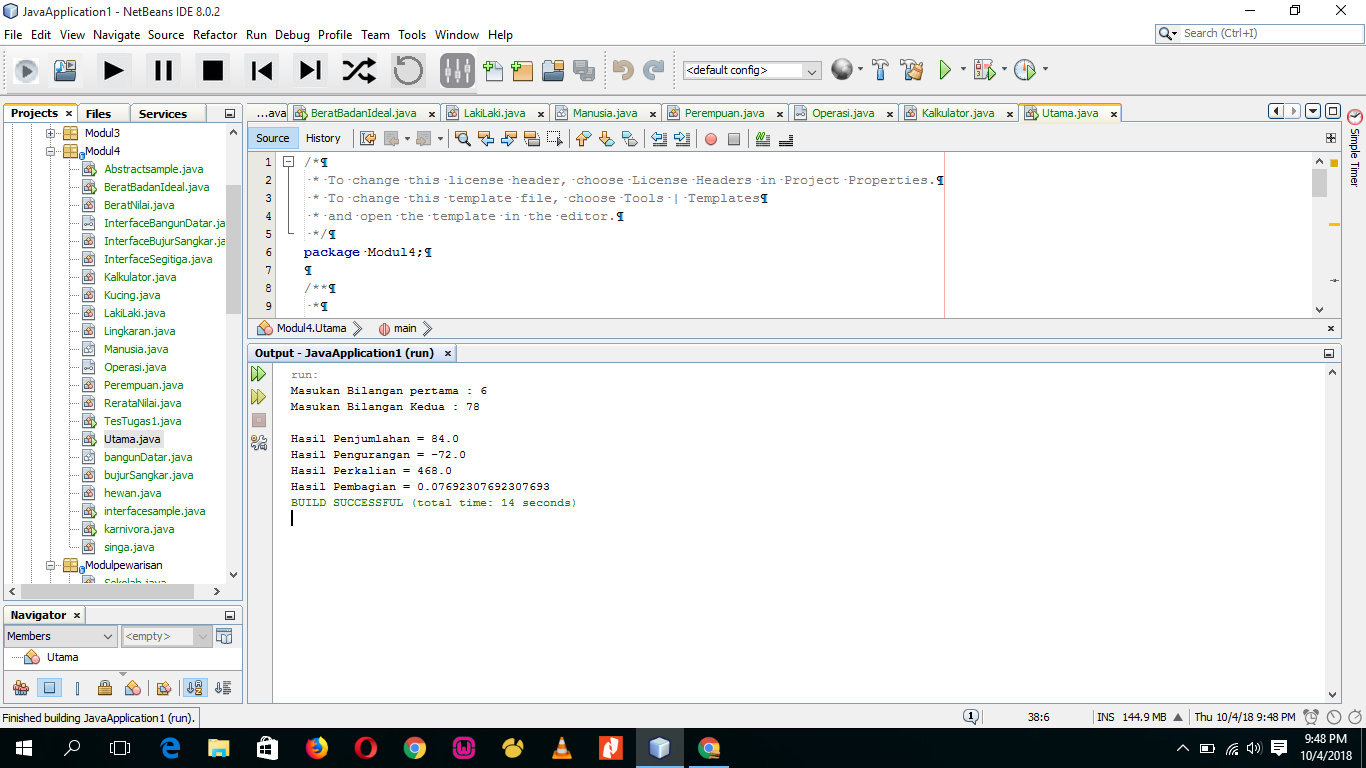 JavaApplication1 - NetBeans IDE 8.0.2
File Edit View Navigate Source Refactor Run Debug Profile Team Tools Window Help
Search (Ctrl+I)
<default config>
Projects Files Services
Modul3
Modul4
Abstractsample.java
BeratBadanIdeal.java
BeratNilai.java
InterfaceBangunDatar.ja
InterfaceBujurSangkar.ja
InterfaceSegitiga.java
Kalkulator.java
Kucing.java
LakiLaki.java
Lingkaran.java
Manusia.java
Operasi.java
Perempuan.java
RerataNilai.java
TesTugas1.java
Utama.java
bangunDatar.java
bujurSangkar.java
hewan.java
interfacesample.java
karnivora.java
singa.java
Modulpewarisan
Sekolah.java
Navigator
Members <empty>
Utama
...ava BeratBadanIdeal.java LakiLaki.java Manusia.java Perempuan.java Operasi.java Kalkulator.java Utama.java
Source History
1 /*¶
2 * To change this license header, choose License Headers in Project Properties.¶
3 * To change this template file, choose Tools | Templates¶
4 * and open the template in the editor.¶
5 */¶
6 package Modul4;¶
7 ¶
8 /**¶
9 *¶
Modul4.Utama main
Output - JavaApplication1 (run)
run:
Masukan Bilangan pertama : 6
Masukan Bilangan Kedua : 78
Hasil Penjumlahan = 84.0
Hasil Pengurangan = -72.0
Hasil Perkalian = 468.0
Hasil Pembagian = 0.07692307692307693
BUILD SUCCESSFUL (total time: 14 seconds)
Simple Timer
Finished building JavaApplication1 (run).
1 38:6 INS 144.9 MB Thu 10/4/18 9:48 PM
9:48 PM
10/4/2018